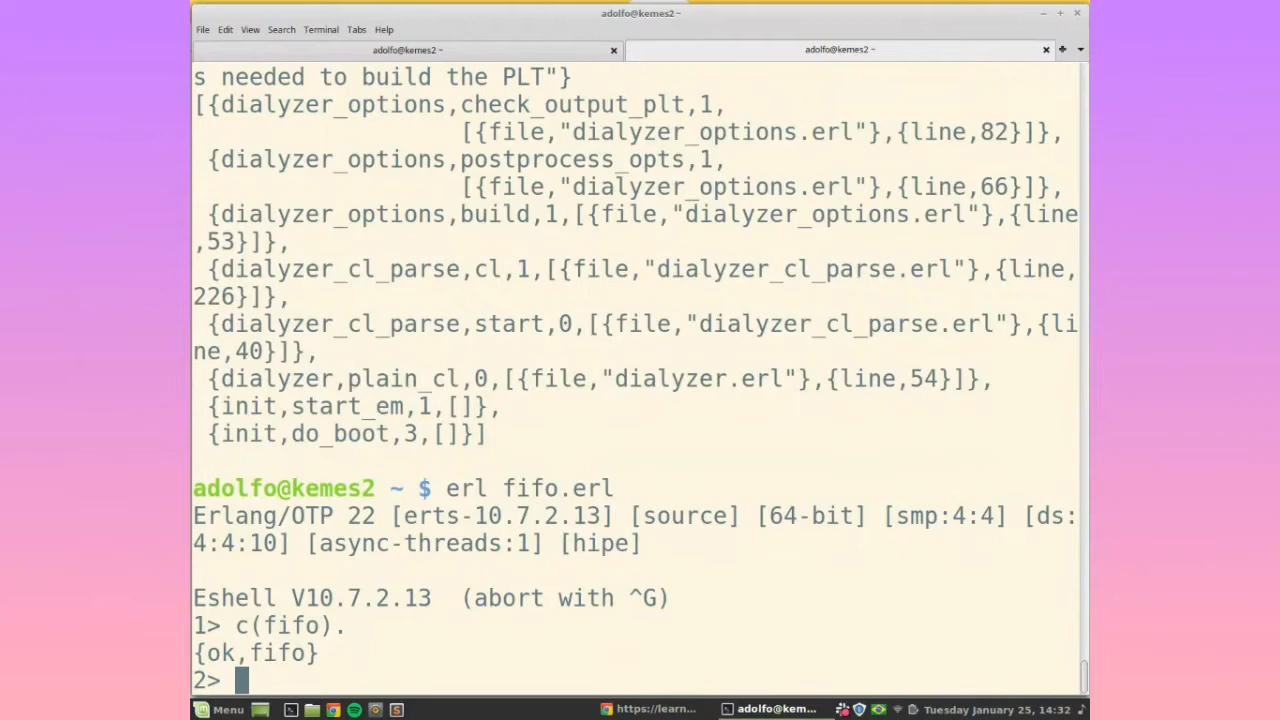 adolfo@kemes2 ~
File Edit View Search Terminal Tabs Help
adolfo@kemes2 ~
adolfo@kemes2 ~
s needed to build the PLT"}
[{dialyzer_options,check_output_plt,1,
[{file,"dialyzer_options.erl"},{line,82}]},
{dialyzer_options,postprocess_opts,1,
[{file,"dialyzer_options.erl"},{line,66}]},
{dialyzer_options,build,1,[{file,"dialyzer_options.erl"},{line
,53}]},
{dialyzer_cl_parse,cl,1,[{file,"dialyzer_cl_parse.erl"},{line,
226}]},
{dialyzer_cl_parse,start,0,[{file,"dialyzer_cl_parse.erl"},{li
ne,40}]},
{dialyzer,plain_cl,0,[{file,"dialyzer.erl"},{line,54}]},
{init,start_em,1,[]},
{init,do_boot,3,[]}]
adolfo@kemes2 ~ $ erl fifo.erl
Erlang/OTP 22 [erts-10.7.2.13] [source] [64-bit] [smp:4:4] [ds:
4:4:10] [async-threads:1] [hipe]
Eshell V10.7.2.13  (abort with ^G)
1> c(fifo).
{ok,fifo}
2>
Menu https://learn... adolfo@kem... Tuesday January 25, 14:32